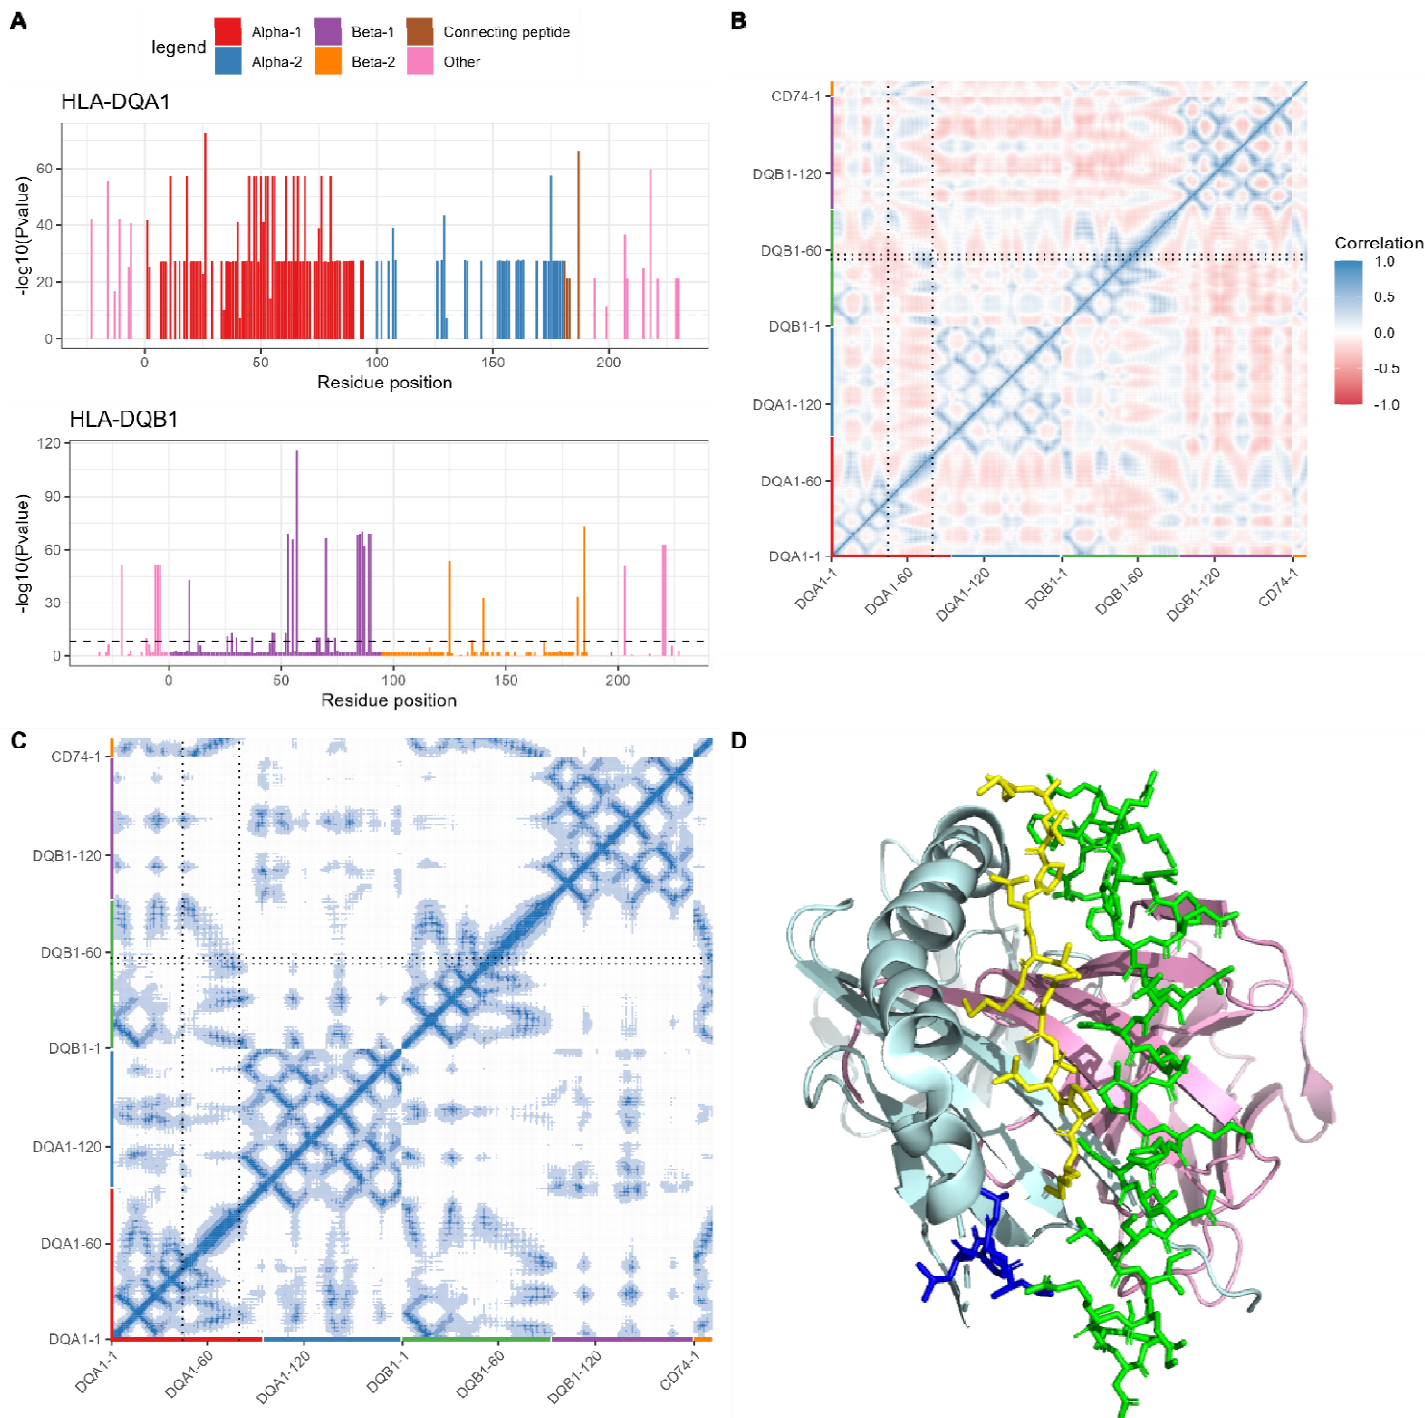 A
legend
Alpha-1
Beta-1
Connecting peptide
Alpha-2
Beta-2
Other
HLA-DQA1
-log10(Pvalue)
60
40
20
0
0
50
100
150
200
Residue position
HLA-DQB1
-log10(Pvalue)
120
90
60
30
0
0
50
100
150
200
Residue position
B
CD74-1
DQB1-120
DQB1-60
DQB1-1
DQA1-120
DQA1-60
DQA1-1
DQA1-1
DQA1-60
DQA1-120
DQB1-1
DQB1-60
DQB1-120
CD74-1
Correlation
1.0
0.5
0.0
-0.5
-1.0
C
CD74-1
DQB1-120
DQB1-60
DQB1-1
DQA1-120
DQA1-60
DQA1-1
DQA1-1
DQA1-60
DQA1-120
DQB1-1
DQB1-60
DQB1-120
CD74-1
D